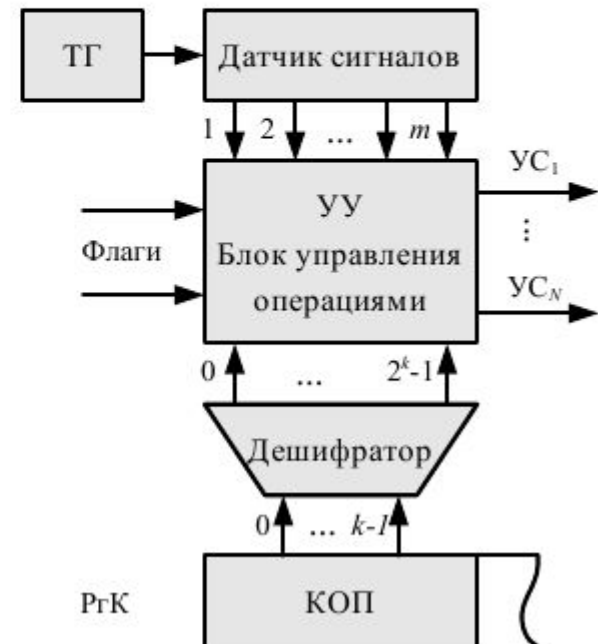 ТГ
Датчик сигналов
1 2 ... m
УУ
Блок управления
операциями
Флаги
УС₁
⋮
УС_N
0 ... 2ᵏ-1
Дешифратор
0 ... k-1
РгК
КОП